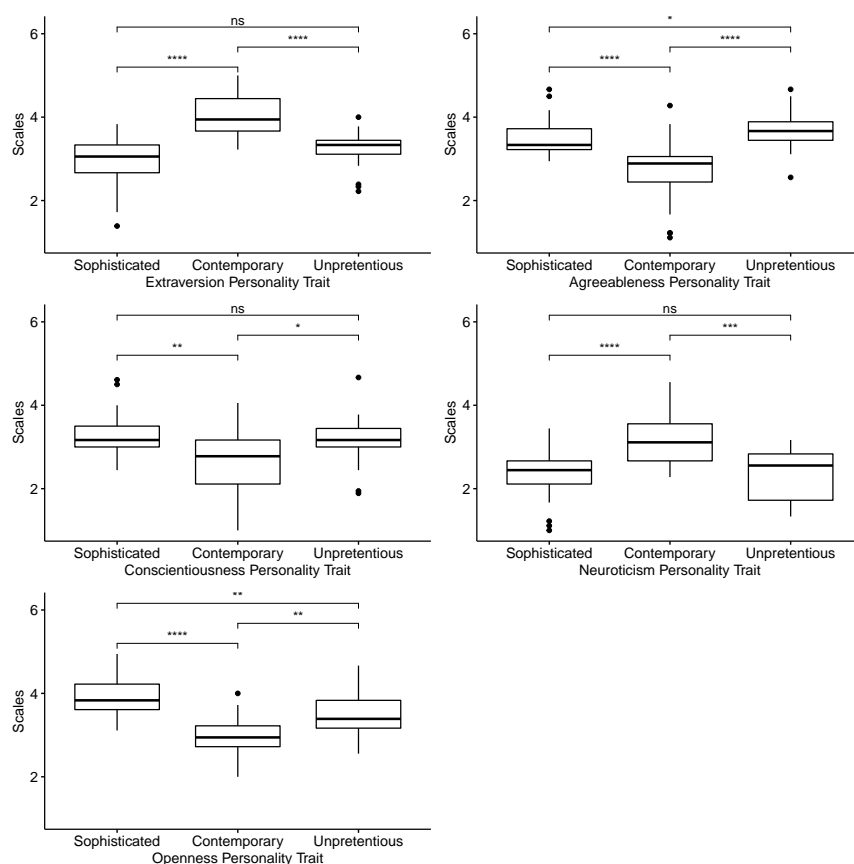 ns
****
****
6
4
2
Scales
Sophisticated Contemporary Unpretentious
Extraversion Personality Trait
*
****
****
6
4
2
Scales
Sophisticated Contemporary Unpretentious
Agreeableness Personality Trait
ns
**
*
6
4
2
Scales
Sophisticated Contemporary Unpretentious
Conscientiousness Personality Trait
ns
****
***
6
4
2
Scales
Sophisticated Contemporary Unpretentious
Neuroticism Personality Trait
**
****
**
6
4
2
Scales
Sophisticated Contemporary Unpretentious
Openness Personality Trait